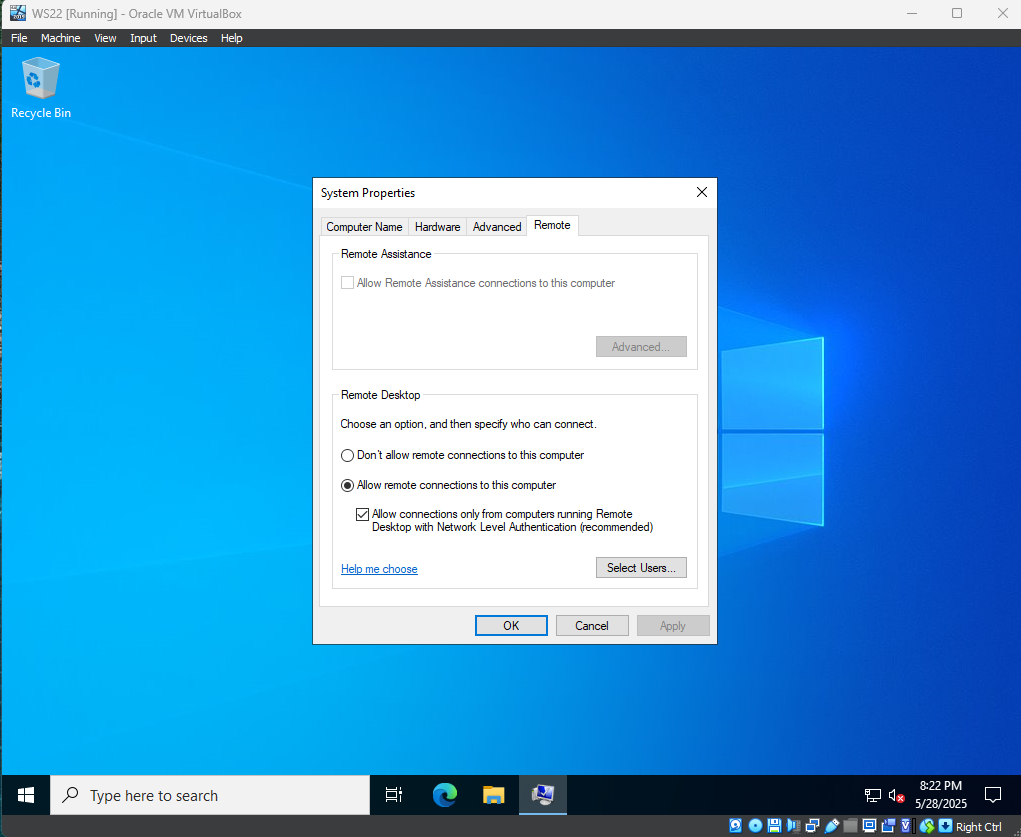 WS22 [Running] - Oracle VM VirtualBox
File Machine View Input Devices Help
Recycle Bin
System Properties
Computer Name Hardware Advanced Remote
Remote Assistance
Allow Remote Assistance connections to this computer
Advanced...
Remote Desktop
Choose an option, and then specify who can connect.
Don't allow remote connections to this computer
Allow remote connections to this computer
Allow connections only from computers running Remote
Desktop with Network Level Authentication (recommended)
Help me choose
Select Users...
OK Cancel Apply
Type here to search
8:22 PM
5/28/2025
Right Ctrl